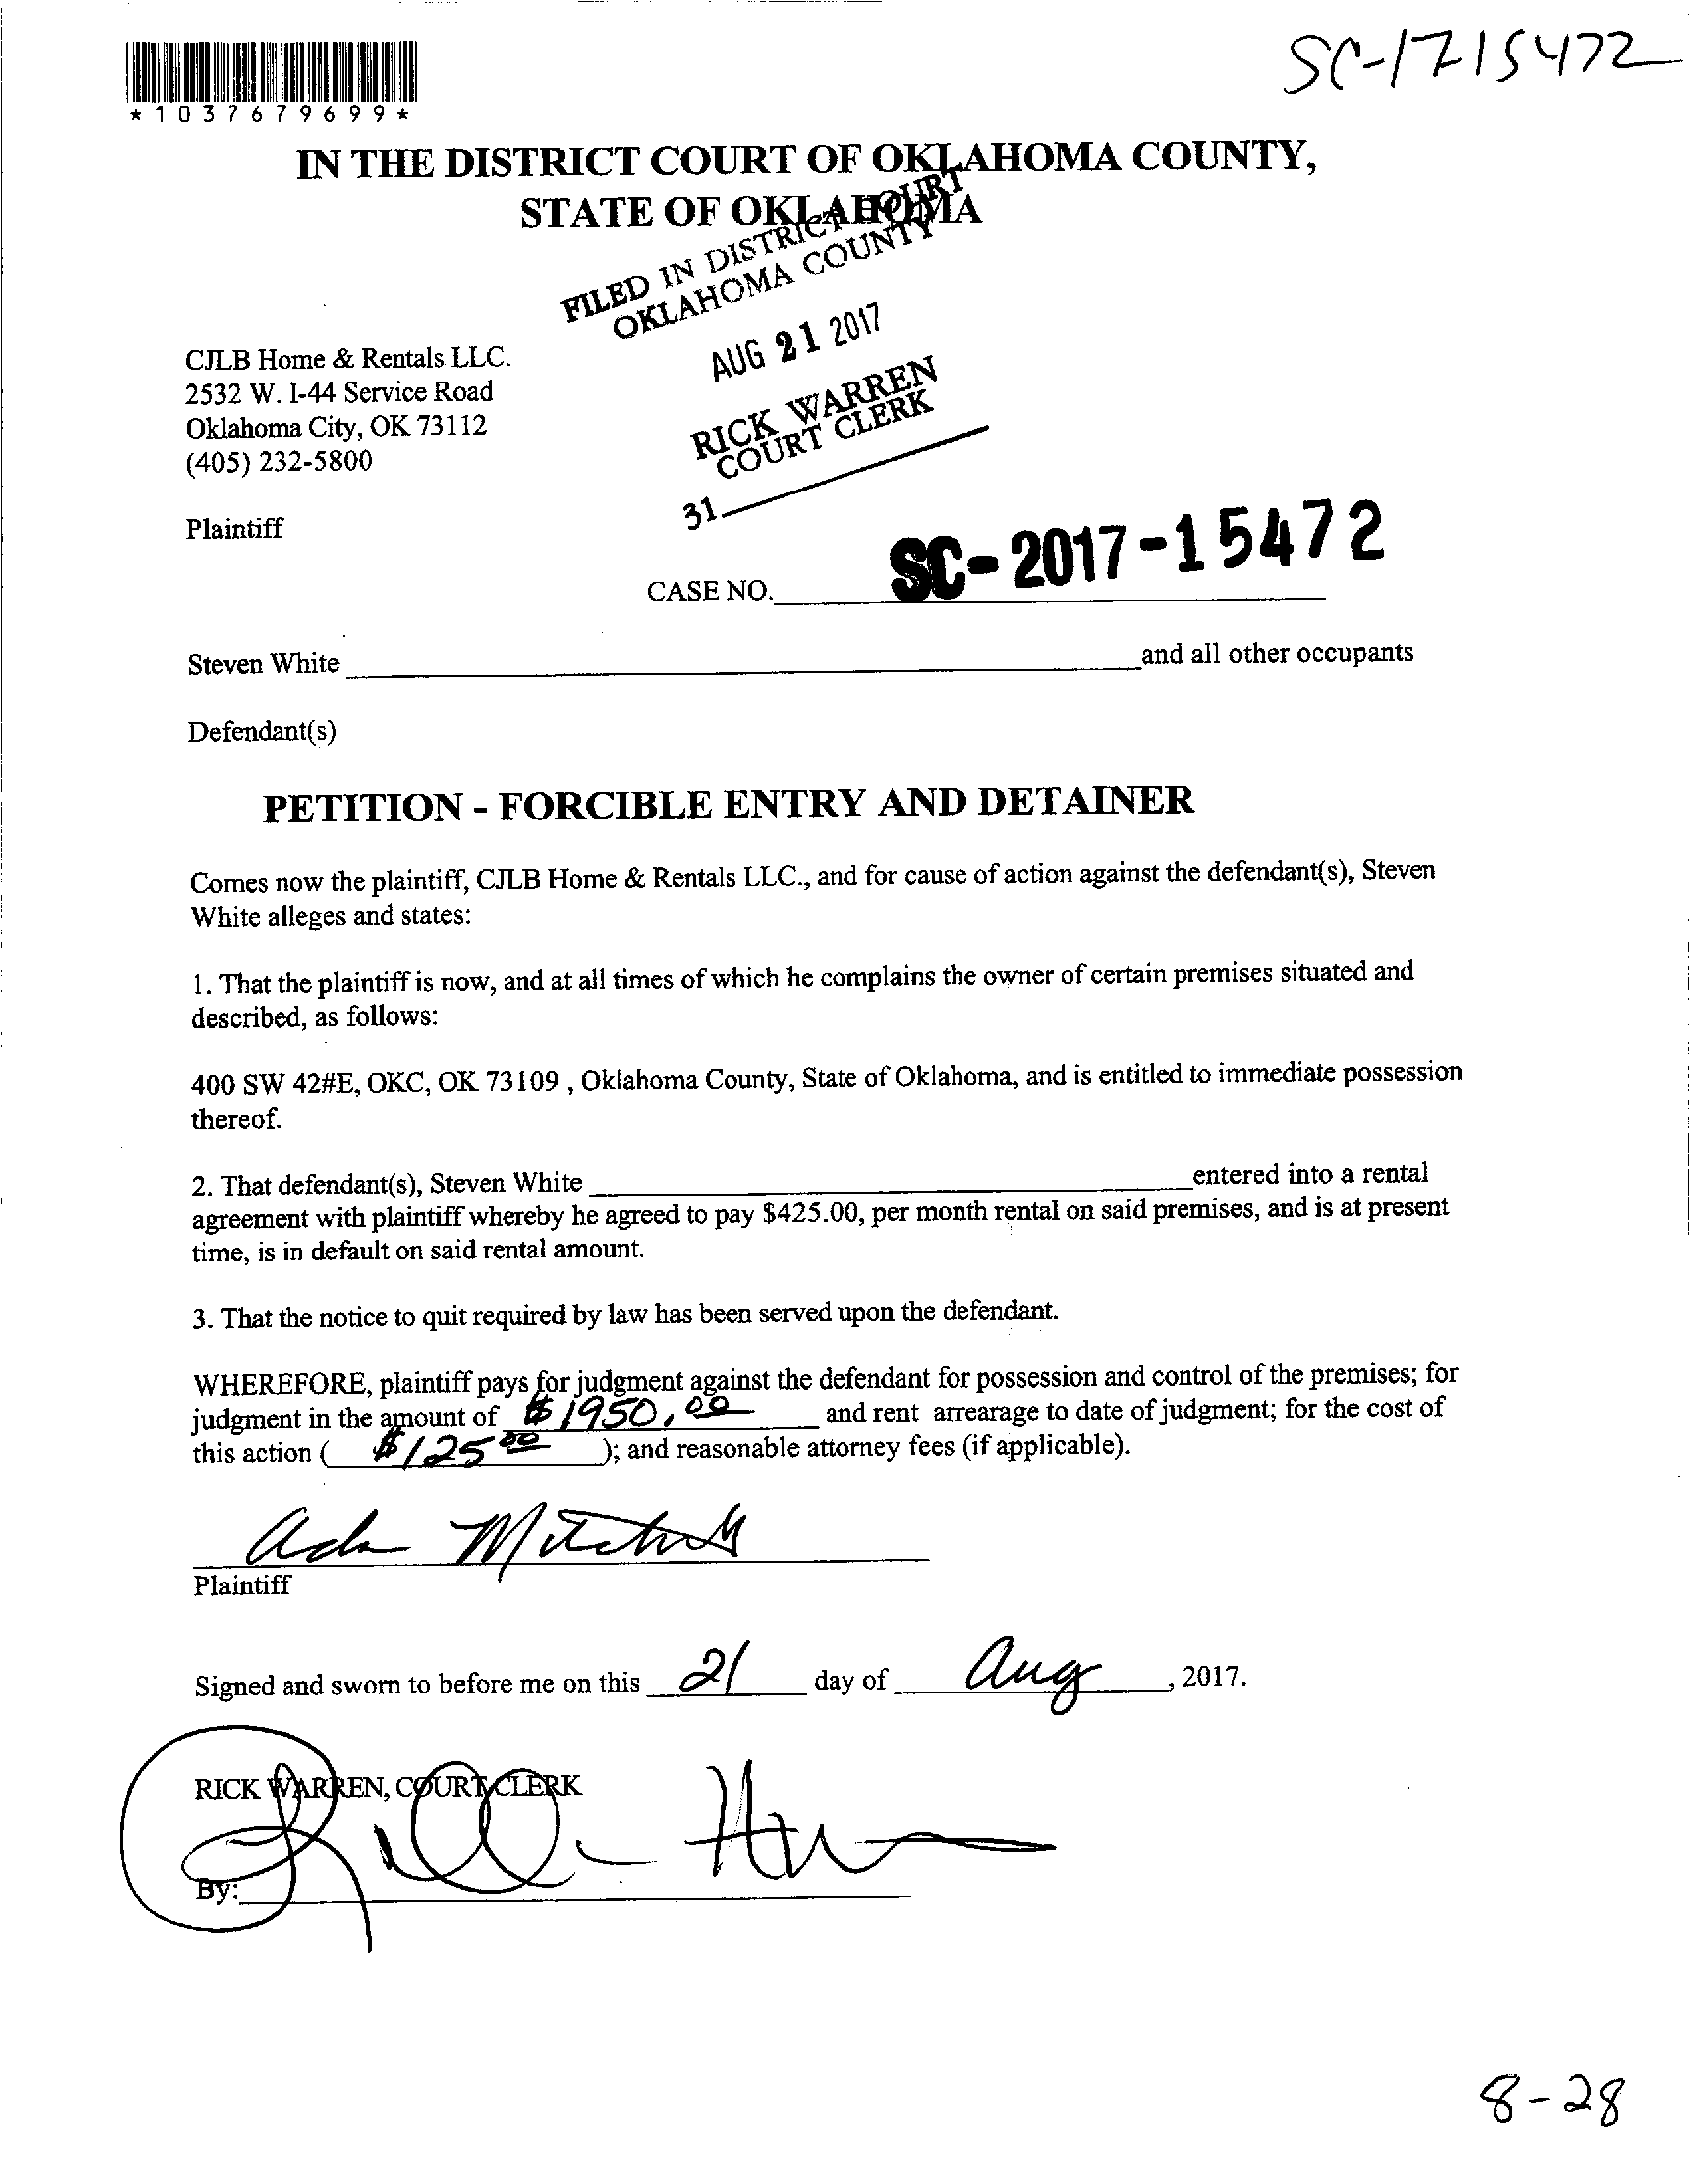 SC-1715472
*1037679699*
IN THE DISTRICT COURT OF OKLAHOMA COUNTY,
STATE OF OKLAHOMA
FILED IN DISTRICT COURT
OKLAHOMA COUNTY
AUG 21 2017
RICK WARREN
COURT CLERK
31
CJLB Home & Rentals LLC.
2532 W. I-44 Service Road
Oklahoma City, OK 73112
(405) 232-5800
Plaintiff
CASE NO. SC-2017-15472
Steven White and all other occupants
Defendant(s)
PETITION - FORCIBLE ENTRY AND DETAINER
Comes now the plaintiff, CJLB Home & Rentals LLC., and for cause of action against the defendant(s), Steven
White alleges and states:
1. That the plaintiff is now, and at all times of which he complains the owner of certain premises situated and
described, as follows:
400 SW 42#E, OKC, OK 73109 , Oklahoma County, State of Oklahoma, and is entitled to immediate possession
thereof.
2. That defendant(s), Steven White entered into a rental
agreement with plaintiff whereby he agreed to pay $425.00, per month rental on said premises, and is at present
time, is in default on said rental amount.
3. That the notice to quit required by law has been served upon the defendant.
WHEREFORE, plaintiff pays for judgment against the defendant for possession and control of the premises; for
judgment in the amount of $1950,00 and rent arrearage to date of judgment; for the cost of
this action ( $125 00 ); and reasonable attorney fees (if applicable).
Plaintiff
Signed and sworn to before me on this 21 day of Aug, 2017.
RICK WARREN, COURT CLERK
By:
8-28